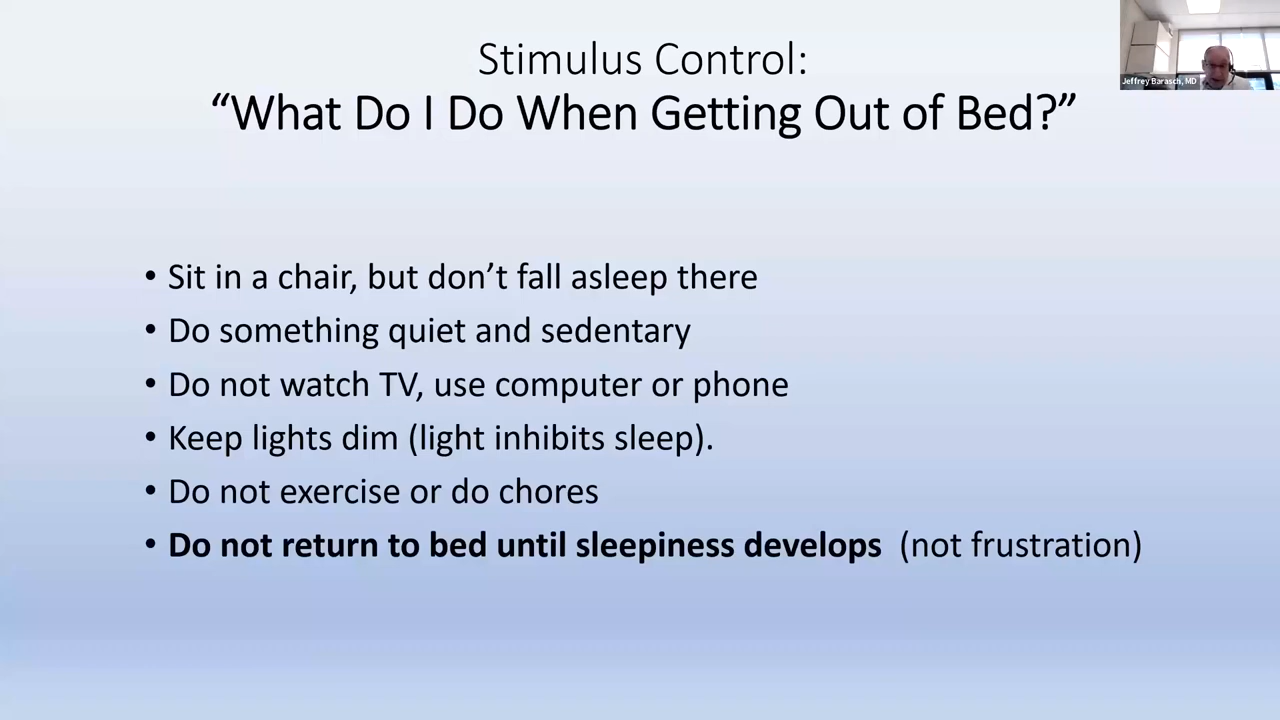 Stimulus Control:
“What Do I Do When Getting Out of Bed?”
Jeffrey Barasch, MD
• Sit in a chair, but don’t fall asleep there
• Do something quiet and sedentary
• Do not watch TV, use computer or phone
• Keep lights dim (light inhibits sleep).
• Do not exercise or do chores
• Do not return to bed until sleepiness develops (not frustration)